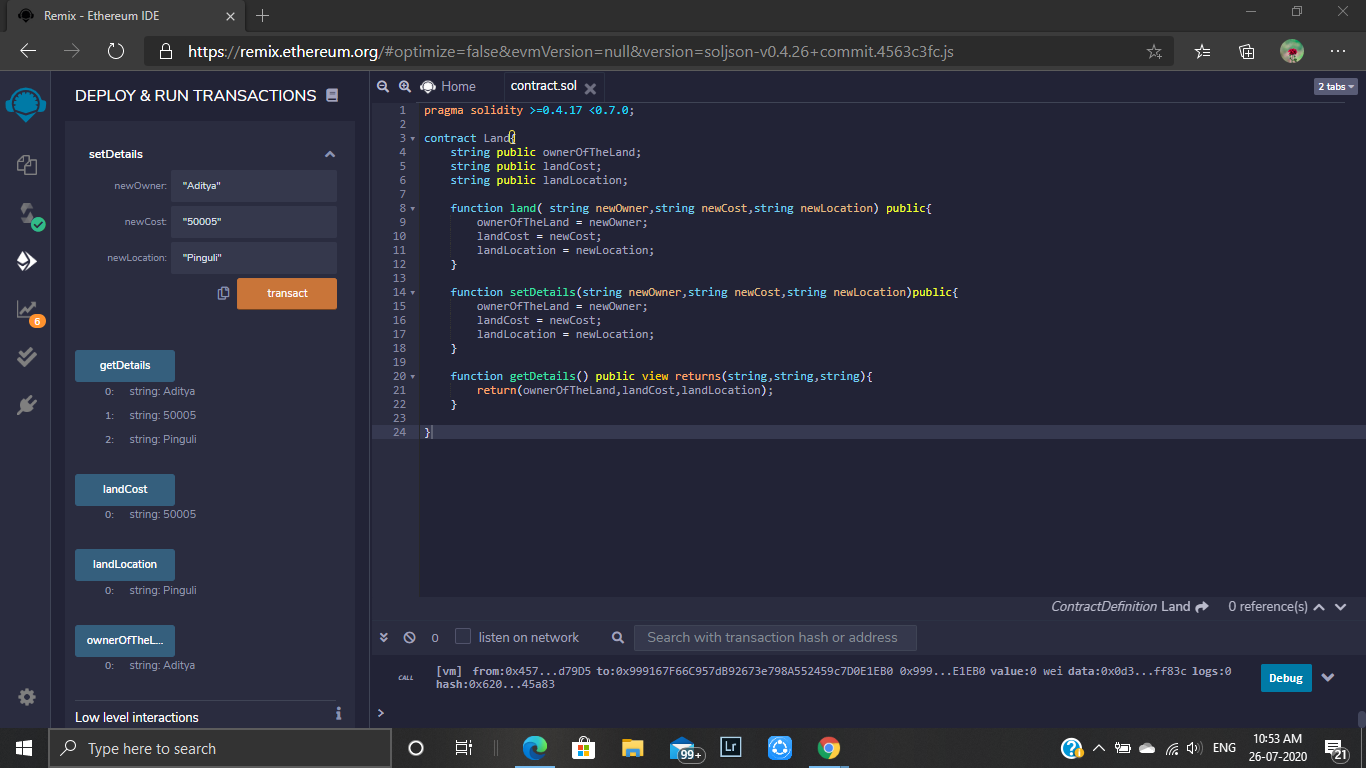 Remix - Ethereum IDE
https://remix.ethereum.org/#optimize=false&evmVersion=null&version=soljson-v0.4.26+commit.4563c3fc.js
DEPLOY & RUN TRANSACTIONS
setDetails
newOwner: "Aditya"
newCost: "50005"
newLocation: "Pinguli"
transact
getDetails
0: string: Aditya
1: string: 50005
2: string: Pinguli
landCost
0: string: 50005
landLocation
0: string: Pinguli
ownerOfTheL...
0: string: Aditya
Low level interactions
6
Home
contract.sol
2 tabs
1 pragma solidity >=0.4.17 <0.7.0;
2
3 contract Land{
4 string public ownerOfTheLand;
5 string public landCost;
6 string public landLocation;
7
8 function land( string newOwner,string newCost,string newLocation) public{
9 ownerOfTheLand = newOwner;
10 landCost = newCost;
11 landLocation = newLocation;
12 }
13
14 function setDetails(string newOwner,string newCost,string newLocation)public{
15 ownerOfTheLand = newOwner;
16 landCost = newCost;
17 landLocation = newLocation;
18 }
19
20 function getDetails() public view returns(string,string,string){
21 return(ownerOfTheLand,landCost,landLocation);
22 }
23
24 }
ContractDefinition Land 0 reference(s)
0 listen on network Search with transaction hash or address
CALL [vm] from:0x457...d79D5 to:0x999167F66C957dB92673e798A552459c7D0E1EB0 0x999...E1EB0 value:0 wei data:0x0d3...ff83c logs:0
hash:0x620...45a83
Debug
>
Type here to search
99+
Lr
ENG
10:53 AM
26-07-2020
21